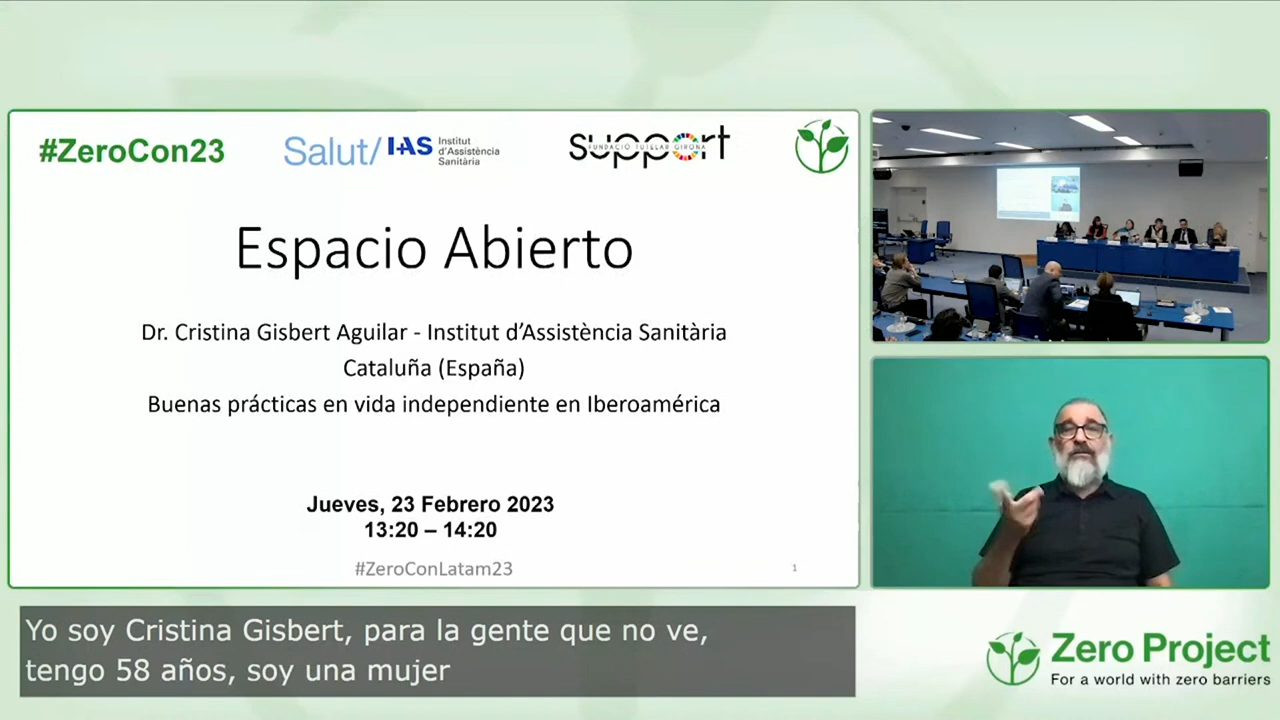 #ZeroCon23
Salut/ IAS Institut d'Assistència Sanitària
support
FUNDACIÓ TUTELAR GIRONA
Espacio Abierto
Dr. Cristina Gisbert Aguilar - Institut d'Assistència Sanitària
Cataluña (España)
Buenas prácticas en vida independiente en Iberoamérica
Jueves, 23 Febrero 2023
13:20 – 14:20
#ZeroConLatam23
1
Yo soy Cristina Gisbert, para la gente que no ve,
tengo 58 años, soy una mujer
Zero Project
For a world with zero barriers